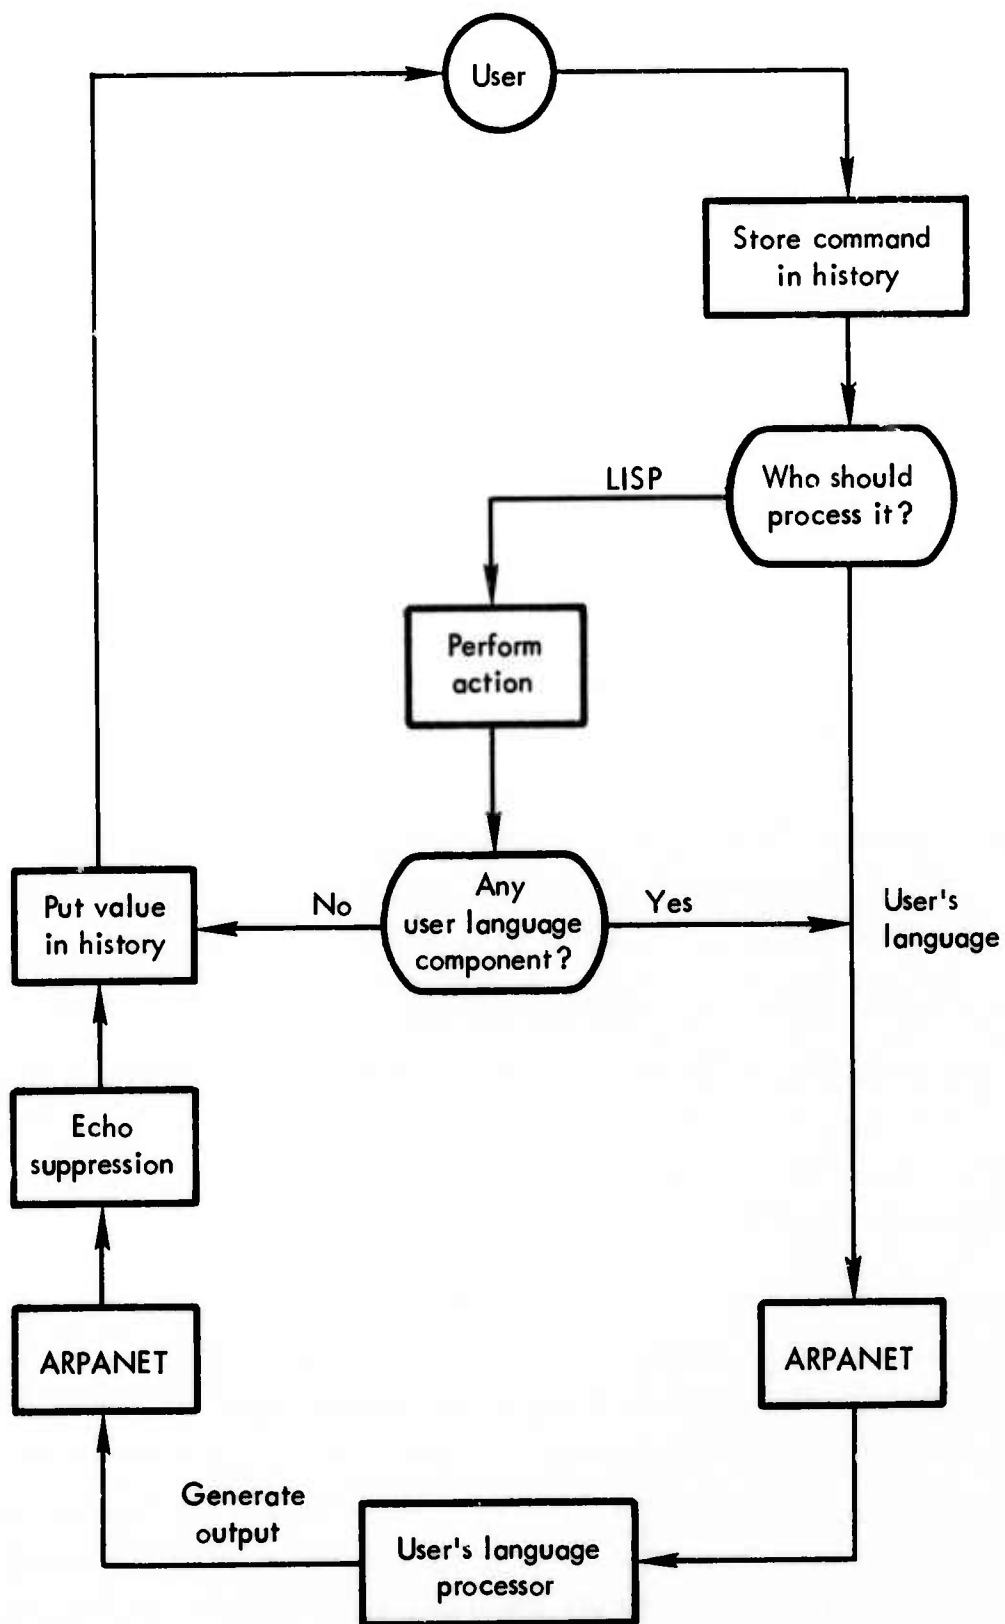 User
Store command
in history
Who should
process it?
LISP
Perform
action
Any
user language
component?
No
Yes
User's
language
Put value
in history
Echo
suppression
ARPANET
ARPANET
Generate
output
User's language
processor